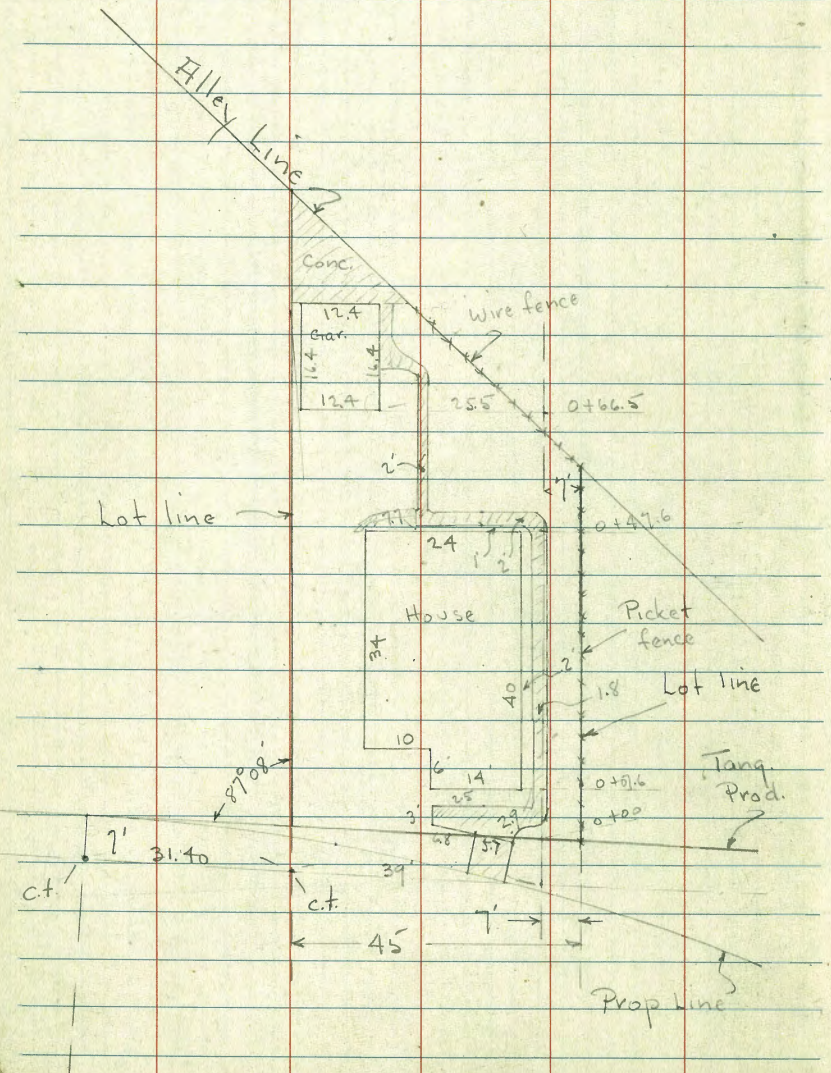 Alley Line
Conc.
12.4
Gar.
16.4
16.4
12.4
Wire fence
25.5
0+66.5
2'
7'
Lot line
7.7
24
1'
2'
0+47.6
House
34
40
2'
1.8
Picket
fence
Lot line
10
6'
14'
87°08'
0+07.6
Tang.
Prod.
25
3'
2.9
0+00
6.8
5.7
7'
31.40
39'
c.t.
c.t.
7'
45
Prop Line